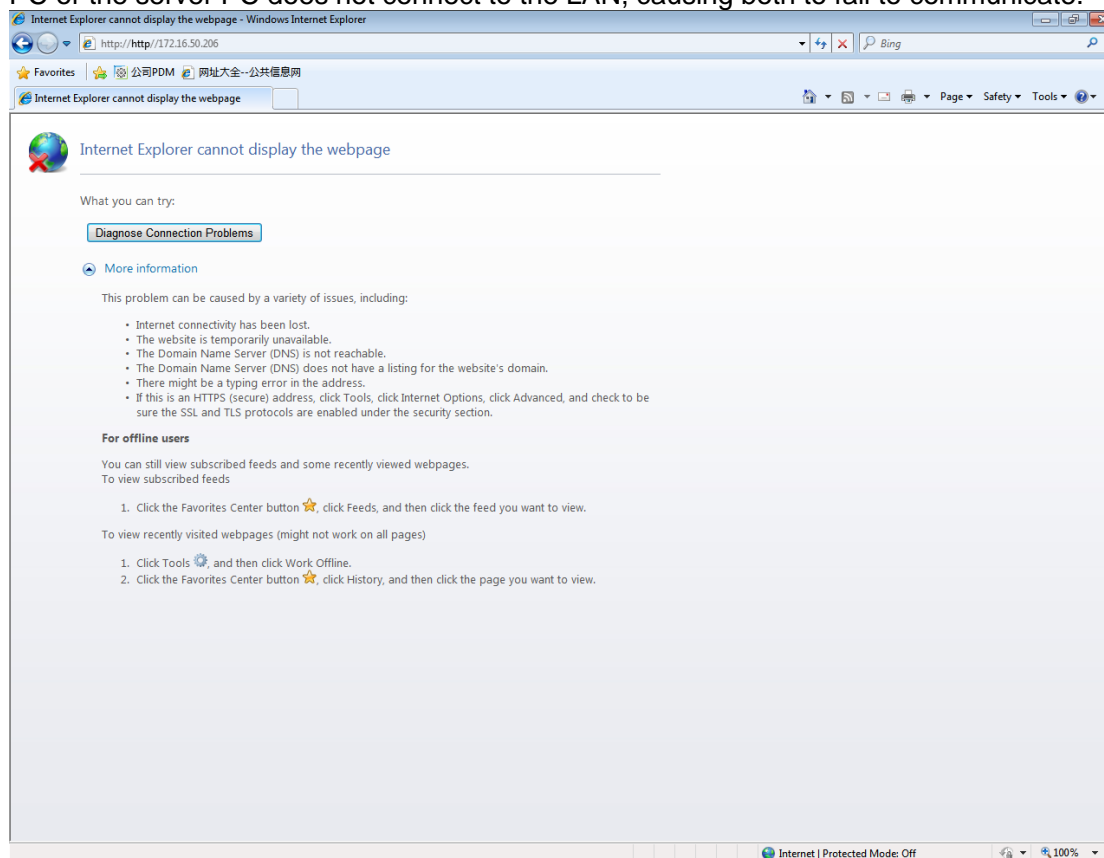 PC or the server PC does not connect to the LAN, causing both to fail to communicate.
Internet Explorer cannot display the webpage - Windows Internet Explorer
http://http//172.16.50.206
Bing
Favorites 公司PDM 网址大全--公共信息网
Internet Explorer cannot display the webpage
Page Safety Tools
Internet Explorer cannot display the webpage
What you can try:
Diagnose Connection Problems
More information
This problem can be caused by a variety of issues, including:
• Internet connectivity has been lost.
• The website is temporarily unavailable.
• The Domain Name Server (DNS) is not reachable.
• The Domain Name Server (DNS) does not have a listing for the website's domain.
• There might be a typing error in the address.
• If this is an HTTPS (secure) address, click Tools, click Internet Options, click Advanced, and check to be
sure the SSL and TLS protocols are enabled under the security section.
For offline users
You can still view subscribed feeds and some recently viewed webpages.
To view subscribed feeds
1. Click the Favorites Center button , click Feeds, and then click the feed you want to view.
To view recently visited webpages (might not work on all pages)
1. Click Tools , and then click Work Offline.
2. Click the Favorites Center button , click History, and then click the page you want to view.
Internet | Protected Mode: Off 100%